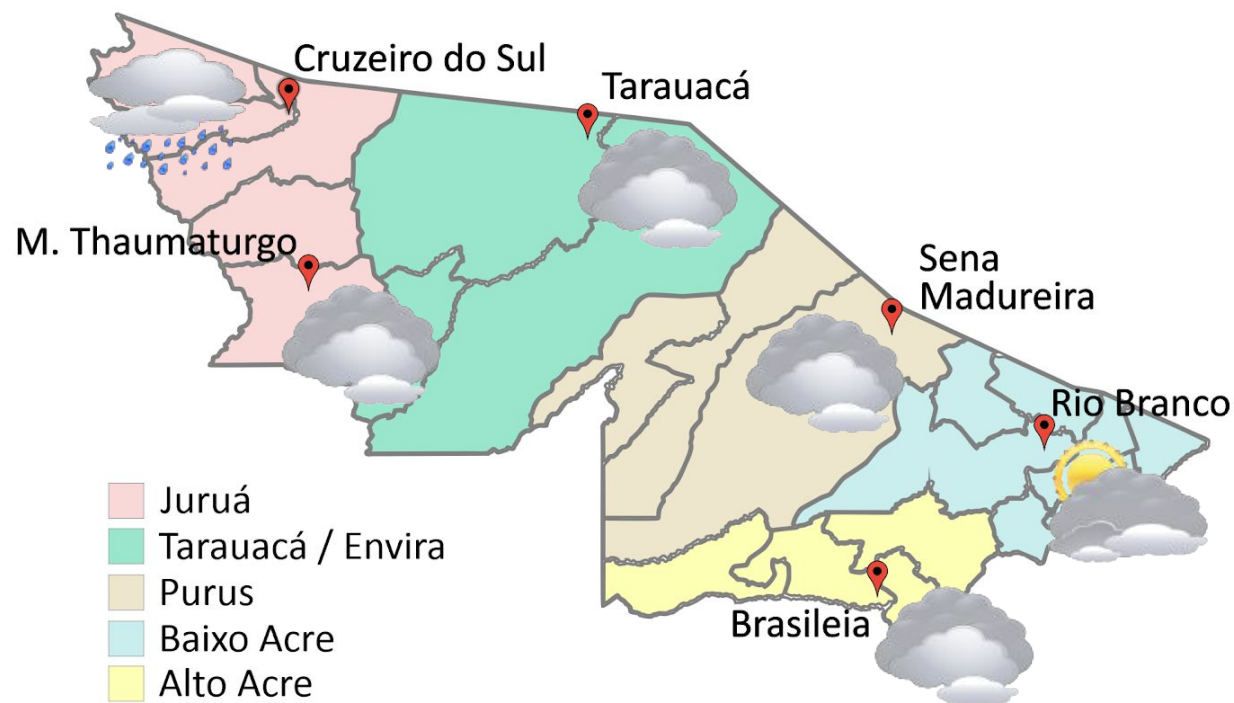 Cruzeiro do Sul
Tarauacá
M. Thaumaturgo
Sena
Madureira
Rio Branco
Brasileia
Juruá
Tarauacá / Envira
Purus
Baixo Acre
Alto Acre